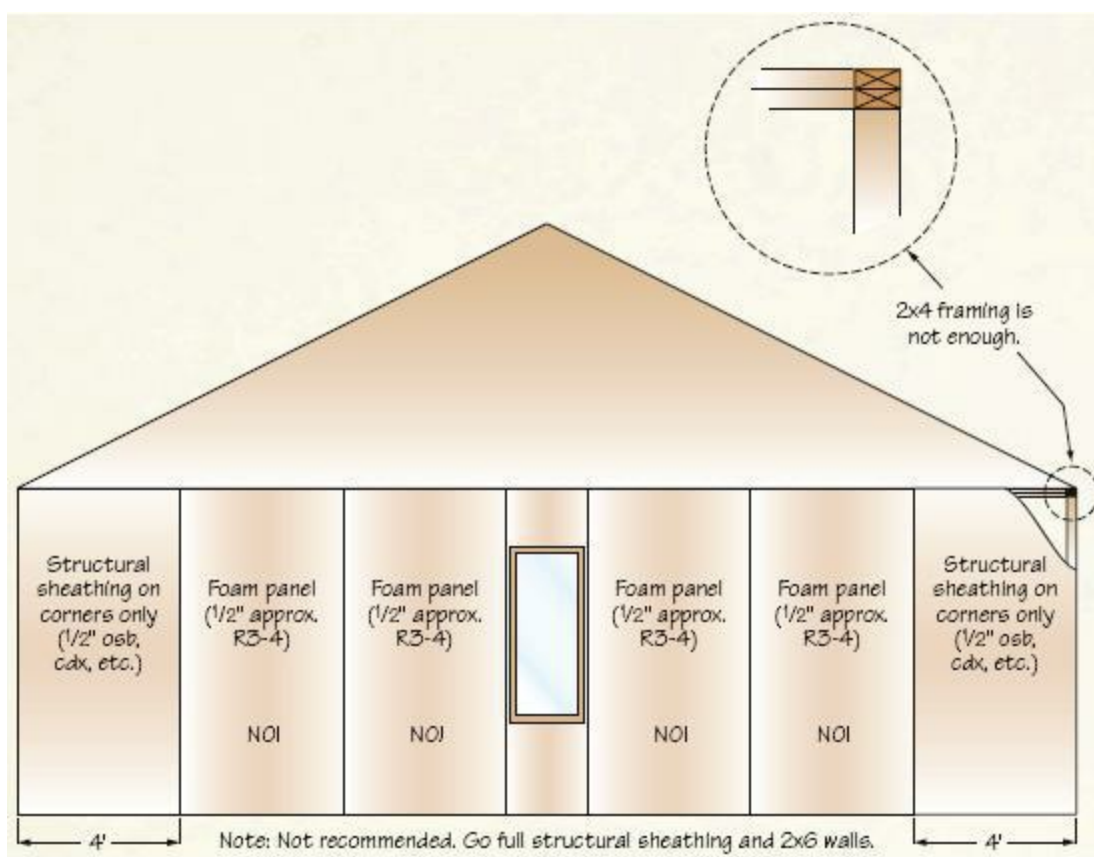 2x4 framing is
not enough.
Structural
sheathing on
corners only
(1/2" osb,
cdx, etc.)
Foam panel
(1/2" approx.
R3-4)
NO!
Foam panel
(1/2" approx.
R3-4)
NO!
Foam panel
(1/2" approx.
R3-4)
NO!
Foam panel
(1/2" approx.
R3-4)
NO!
Structural
sheathing on
corners only
(1/2" osb,
cdx, etc.)
4'
Note: Not recommended. Go full structural sheathing and 2x6 walls.
4'